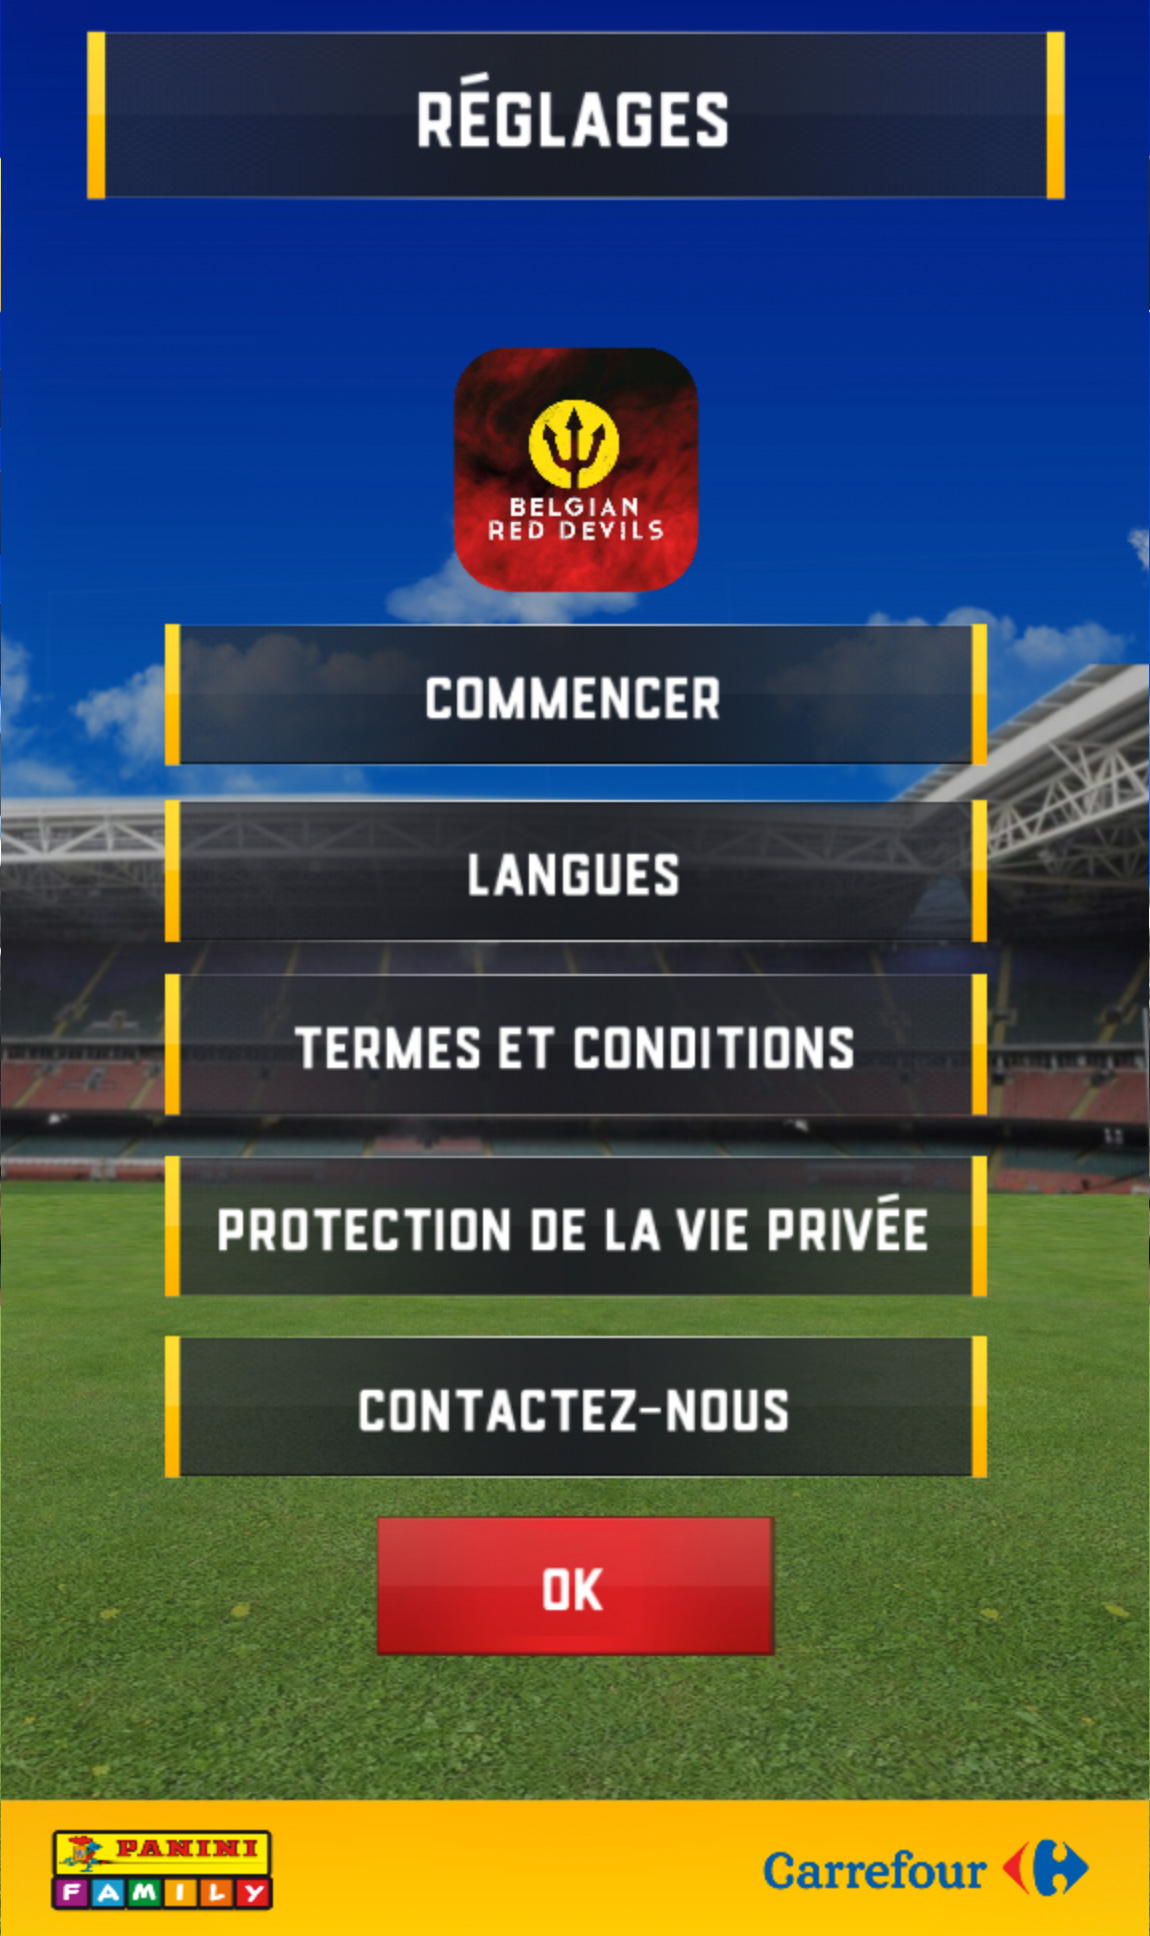 RÉGLAGES
BELGIAN
RED DEVILS
COMMENCER
LANGUES
TERMES ET CONDITIONS
PROTECTION DE LA VIE PRIVÉE
CONTACTEZ-NOUS
OK
PANINI
FAMILY
Carrefour